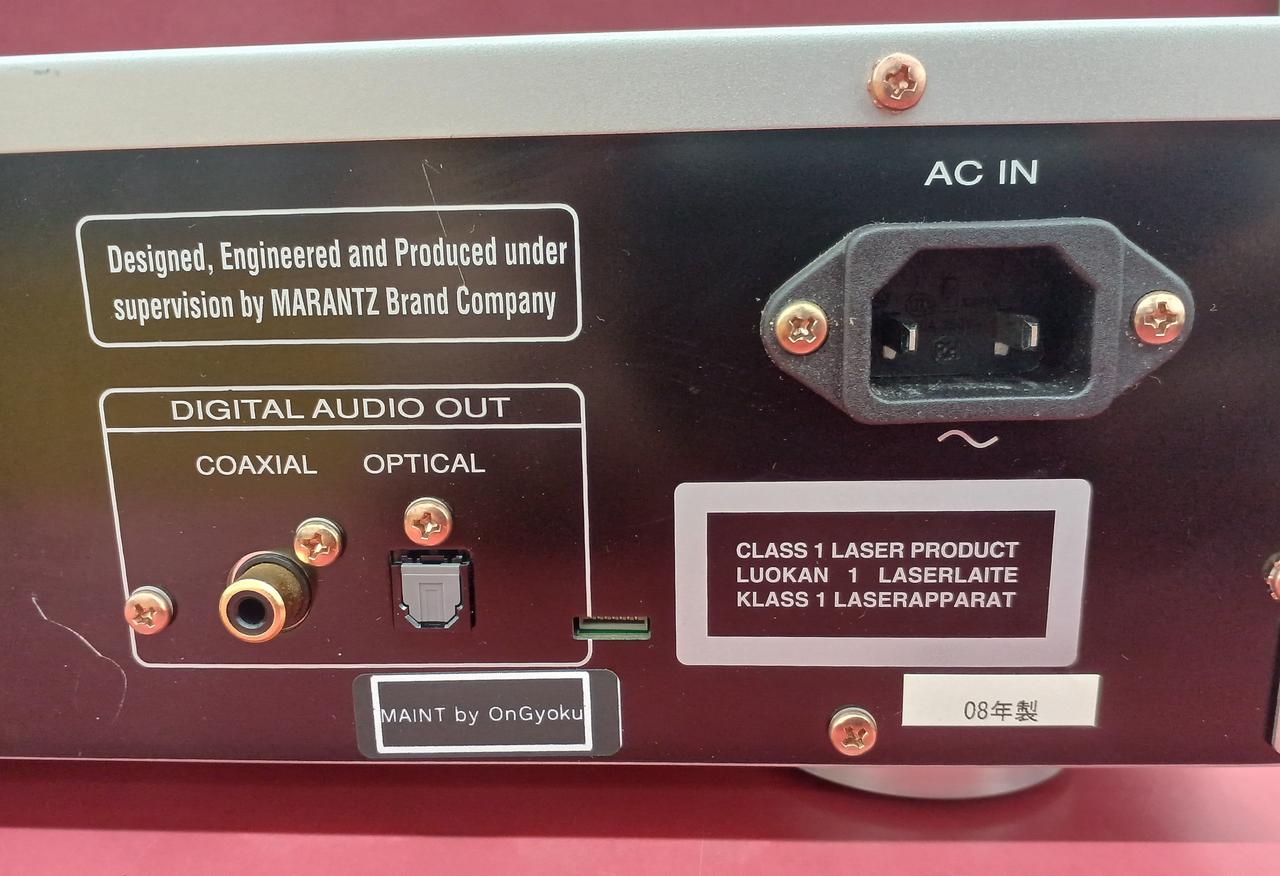 AC IN
Designed, Engineered and Produced under
supervision by MARANTZ Brand Company
DIGITAL AUDIO OUT
COAXIAL OPTICAL
CLASS 1 LASER PRODUCT
LUOKAN 1 LASERLAITE
KLASS 1 LASERAPPARAT
MAINT by OnGyoku
08年製